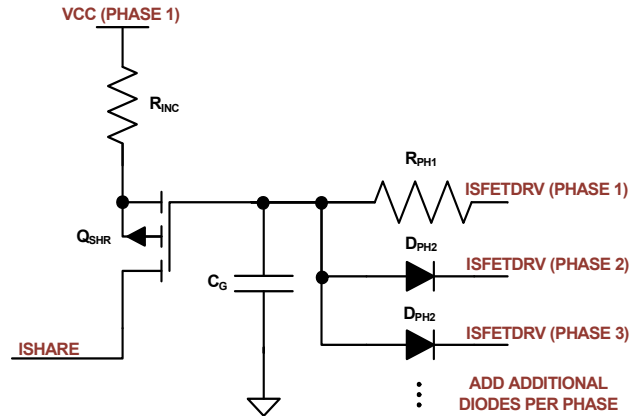 VCC (PHASE 1)
RINC
RPH1
ISFETDRV (PHASE 1)
QSHR
DPH2
ISFETDRV (PHASE 2)
CG
DPH2
ISFETDRV (PHASE 3)
ISHARE
ADD ADDITIONAL
DIODES PER PHASE